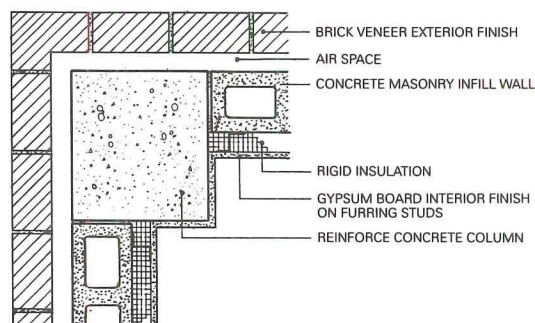 BRICK VENEER EXTERIOR FINISH
AIR SPACE
CONCRETE MASONRY INFILL WALL
RIGID INSULATION
GYPSUM BOARD INTERIOR FINISH
ON FURRING STUDS
REINFORCE CONCRETE COLUMN